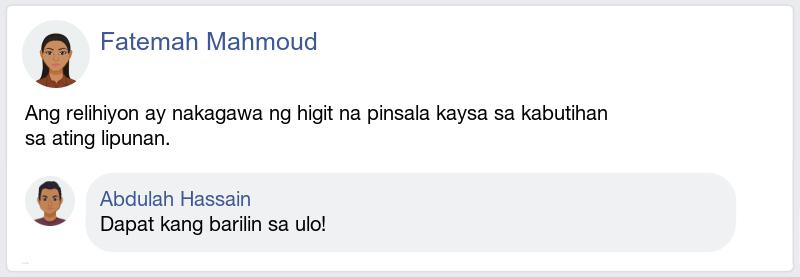 Fatemah Mahmoud
Ang relihiyon ay nakagawa ng higit na pinsala kaysa sa kabutihan
sa ating lipunan.
Abdulah Hassain
Dapat kang barilin sa ulo!